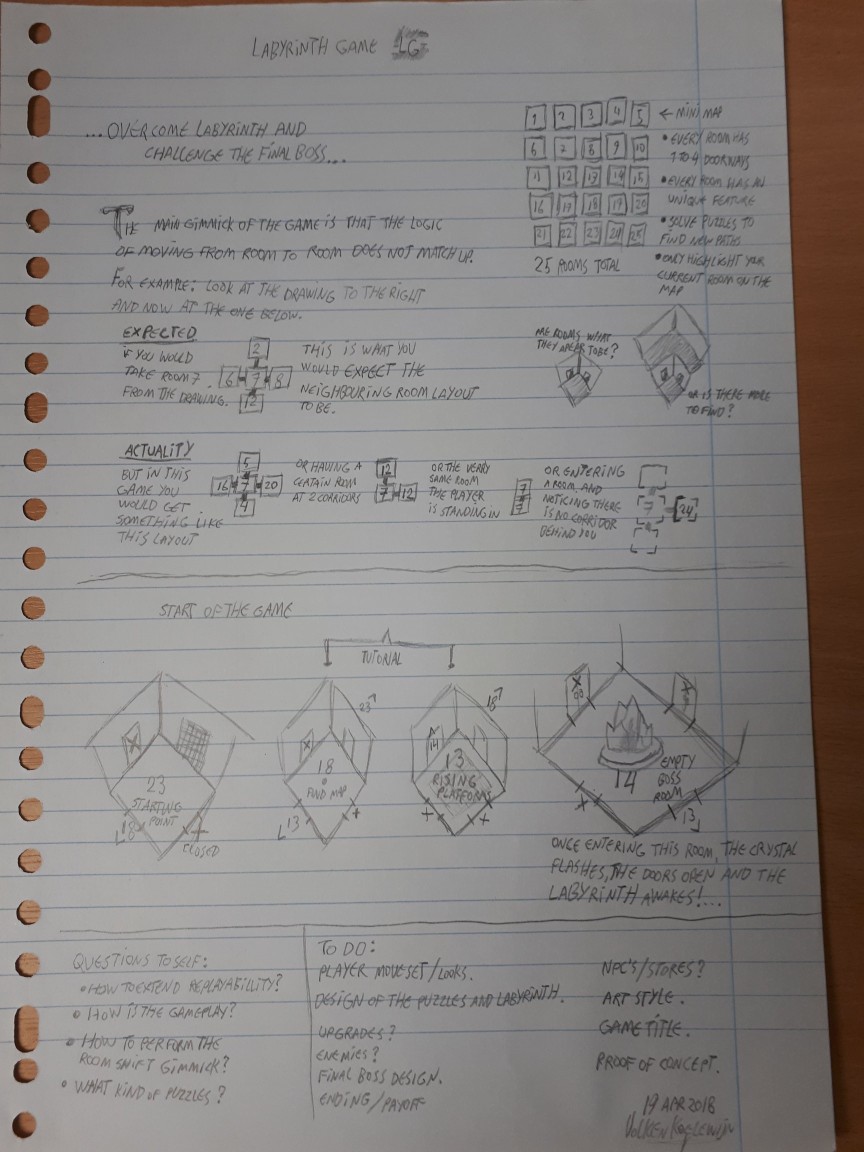 LABYRINTH GAME LG
...OVERCOME LABYRINTH AND
CHALLENGE THE FINAL BOSS...
1 2 3 4 5
6 7 8 9 10
11 12 13 14 15
16 17 18 19 20
21 22 23 24 25
25 ROOMS TOTAL
← MINI MAP
• EVERY ROOM HAS
1 TO 4 DOORWAYS
• EVERY ROOM HAS AN
UNIQUE FEATURE
• SOLVE PUZZLES TO
FIND NEW PATHS
• ONLY HIGHLIGHT YOUR
CURRENT ROOM ON THE
MAP
THE MAIN GIMMICK OF THE GAME IS THAT THE LOGIC
OF MOVING FROM ROOM TO ROOM DOES NOT MATCH UP.
FOR EXAMPLE: LOOK AT THE DRAWING TO THE RIGHT
AND NOW AT THE ONE BELOW.
EXPECTED
IF YOU WOULD
TAKE ROOM 7
FROM THE DRAWING.
2
6 7 8
12
THIS IS WHAT YOU
WOULD EXPECT THE
NEIGHBOURING ROOM LAYOUT
TO BE.
ARE ROOMS WHAT
THEY APEER TO BE?
OR IS THERE MORE
TO FIND?
ACTUALITY
BUT IN THIS
GAME YOU
WOULD GET
SOMETHING LIKE
THIS LAYOUT
5
16 7 20
4
OR HAVING A
CERTAIN ROOM
AT 2 CORIDORS
12
7 12
OR THE VERRY
SAME ROOM
THE PLAYER
IS STANDING IN
7
7
OR ENTERING
A ROOM, AND
NOTICING THERE
IS NO CORRIDOR
BEHIND YOU
7 24
START OF THE GAME
TUTORIAL
X
23
STARTING
POINT
18
CLOSED
23
X
18
FIND MAP
13
18
14
13
RISING
PLATFORMS
X
X
14
EMPTY
BOSS
ROOM
X
13
ONCE ENTERING THIS ROOM, THE CRYSTAL
FLASHES, THE DOORS OPEN AND THE
LABYRINTH AWAKES!...
QUESTIONS TO SELF:
• HOW TO EXTEND REPLAYABILLITY?
• HOW IS THE GAMEPLAY?
• HOW TO PERFORM THE
ROOM SHIFT GIMMICK?
• WHAT KIND OF PUZZLES?
TO DO:
PLAYER MOVESET/LOOKS.
DESIGN OF THE PUZZLES AND LABYRINTH.
UPGRADES?
ENEMIES?
FINAL BOSS DESIGN.
ENDING/PAYOFF
NPC'S/STORES?
ART STYLE.
GAME TITLE.
PROOF OF CONCEPT.
19 APR 2018